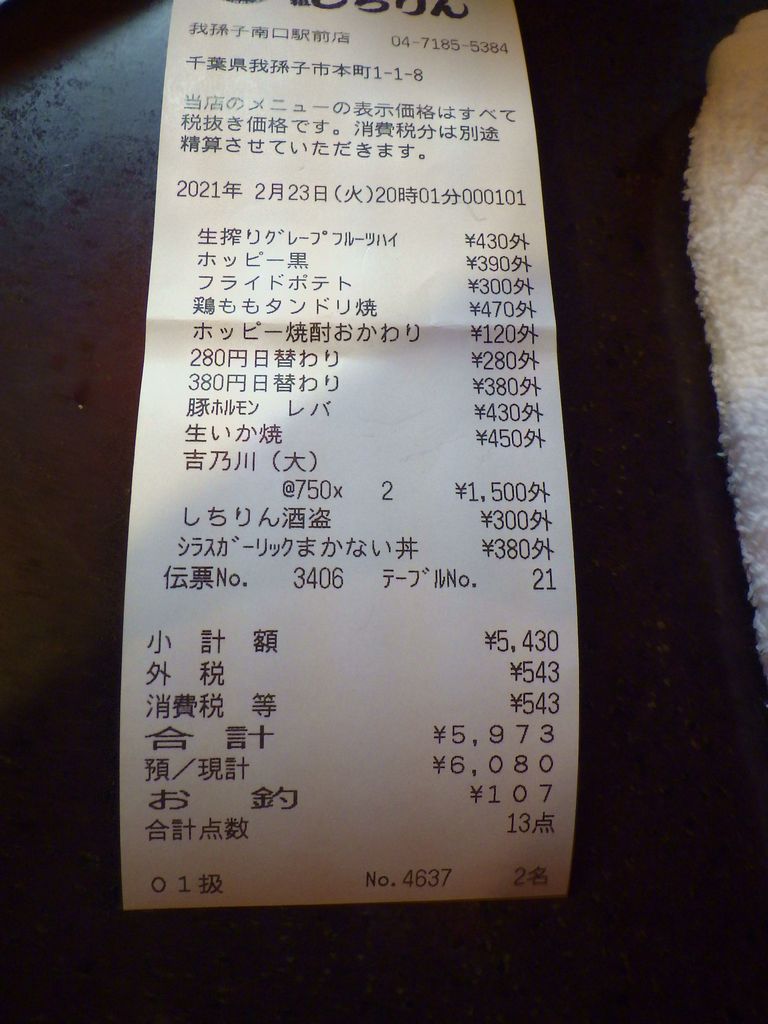 しちりん
我孫子南口駅前店 04-7185-5384
千葉県我孫子市本町1-1-8
当店のメニューの表示価格はすべて
税抜き価格です。消費税分は別途
精算させていただきます。
2021年 2月23日(火)20時01分000101
生搾りグレープフルーツハイ ¥430外
ホッピー黒 ¥390外
フライドポテト ¥300外
鶏ももタンドリ焼 ¥470外
ホッピー焼酎おかわり ¥120外
280円日替わり ¥280外
380円日替わり ¥380外
豚ホルモン レバ ¥430外
生いか焼 ¥450外
吉乃川(大)
@750x 2 ¥1,500外
しちりん酒盗 ¥300外
シラスガーリックまかない丼 ¥380外
伝票No. 3406 テーブルNo. 21
小計額 ¥5,430
外税 ¥543
消費税等 ¥543
合計 ¥5,973
預/現計 ¥6,080
お釣 ¥107
合計点数 13点
01扱 No.4637 2名